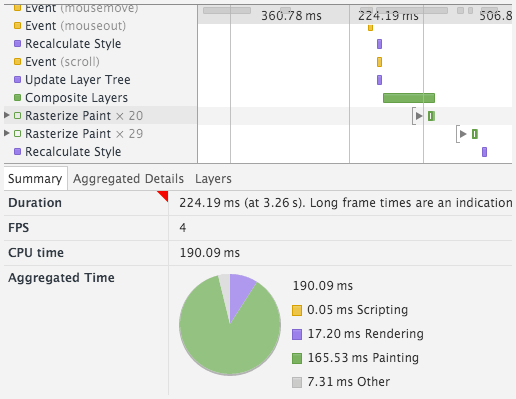 Event (mousemove)
360.78 ms 224.19 ms 506.8
Event (mouseout)
Recalculate Style
Event (scroll)
Update Layer Tree
Composite Layers
Rasterize Paint × 20
Rasterize Paint × 29
Recalculate Style
Summary Aggregated Details Layers
Duration 224.19 ms (at 3.26 s). Long frame times are an indication
FPS 4
CPU time 190.09 ms
Aggregated Time
190.09 ms
0.05 ms Scripting
17.20 ms Rendering
165.53 ms Painting
7.31 ms Other